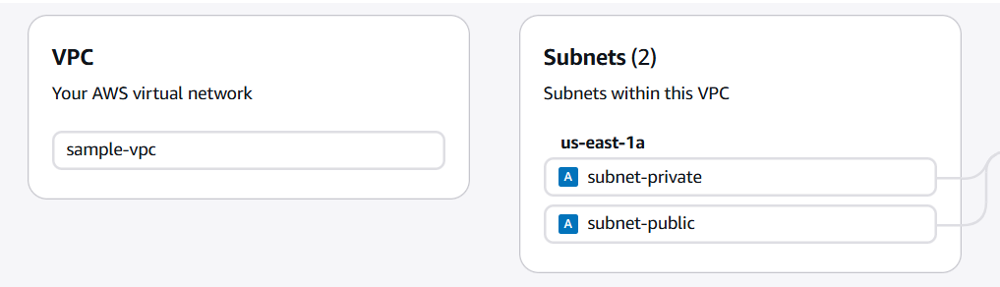 VPC
Your AWS virtual network
sample-vpc
Subnets (2)
Subnets within this VPC
us-east-1a
A subnet-private
A subnet-public